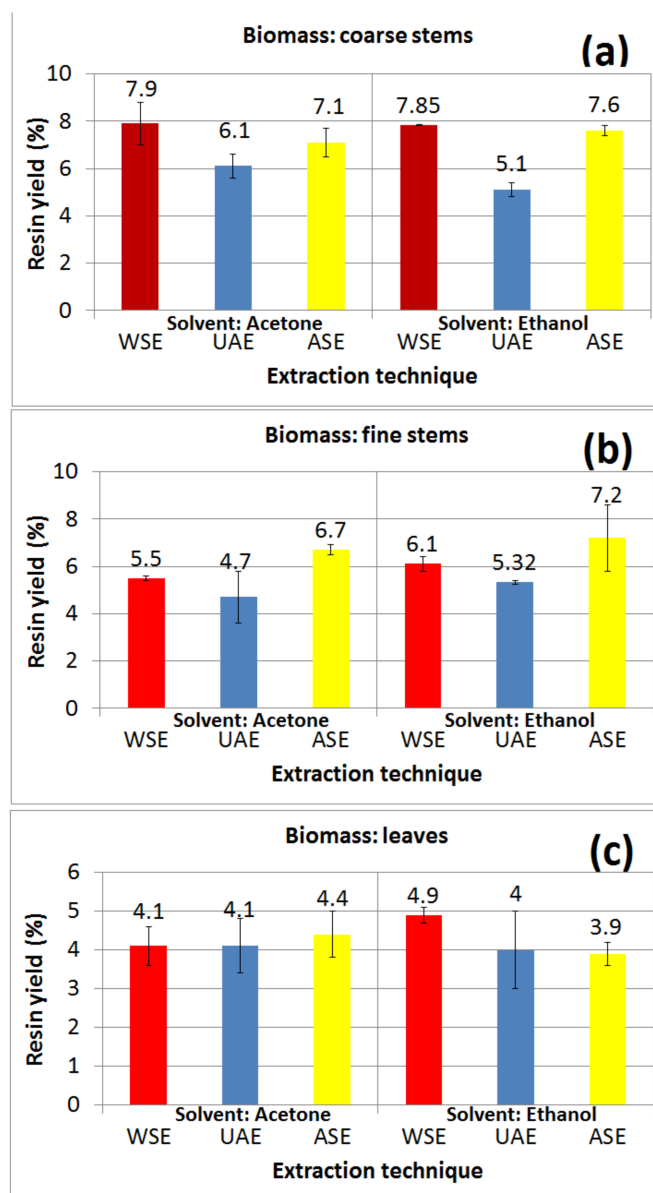 Biomass: coarse stems
(a)
Resin yield (%)
10
8
6
4
2
0
7.9
6.1
7.1
7.85
5.1
7.6
Solvent: Acetone
Solvent: Ethanol
WSE UAE ASE WSE UAE ASE
Extraction technique
Biomass: fine stems
(b)
Resin yield (%)
10
8
6
4
2
0
5.5
4.7
6.7
6.1
5.32
7.2
Solvent: Acetone
Solvent: Ethanol
WSE UAE ASE WSE UAE ASE
Extraction technique
Biomass: leaves
(c)
Resin yield (%)
6
5
4
3
2
1
0
4.1
4.1
4.4
4.9
4
3.9
Solvent: Acetone
Solvent: Ethanol
WSE UAE ASE WSE UAE ASE
Extraction technique